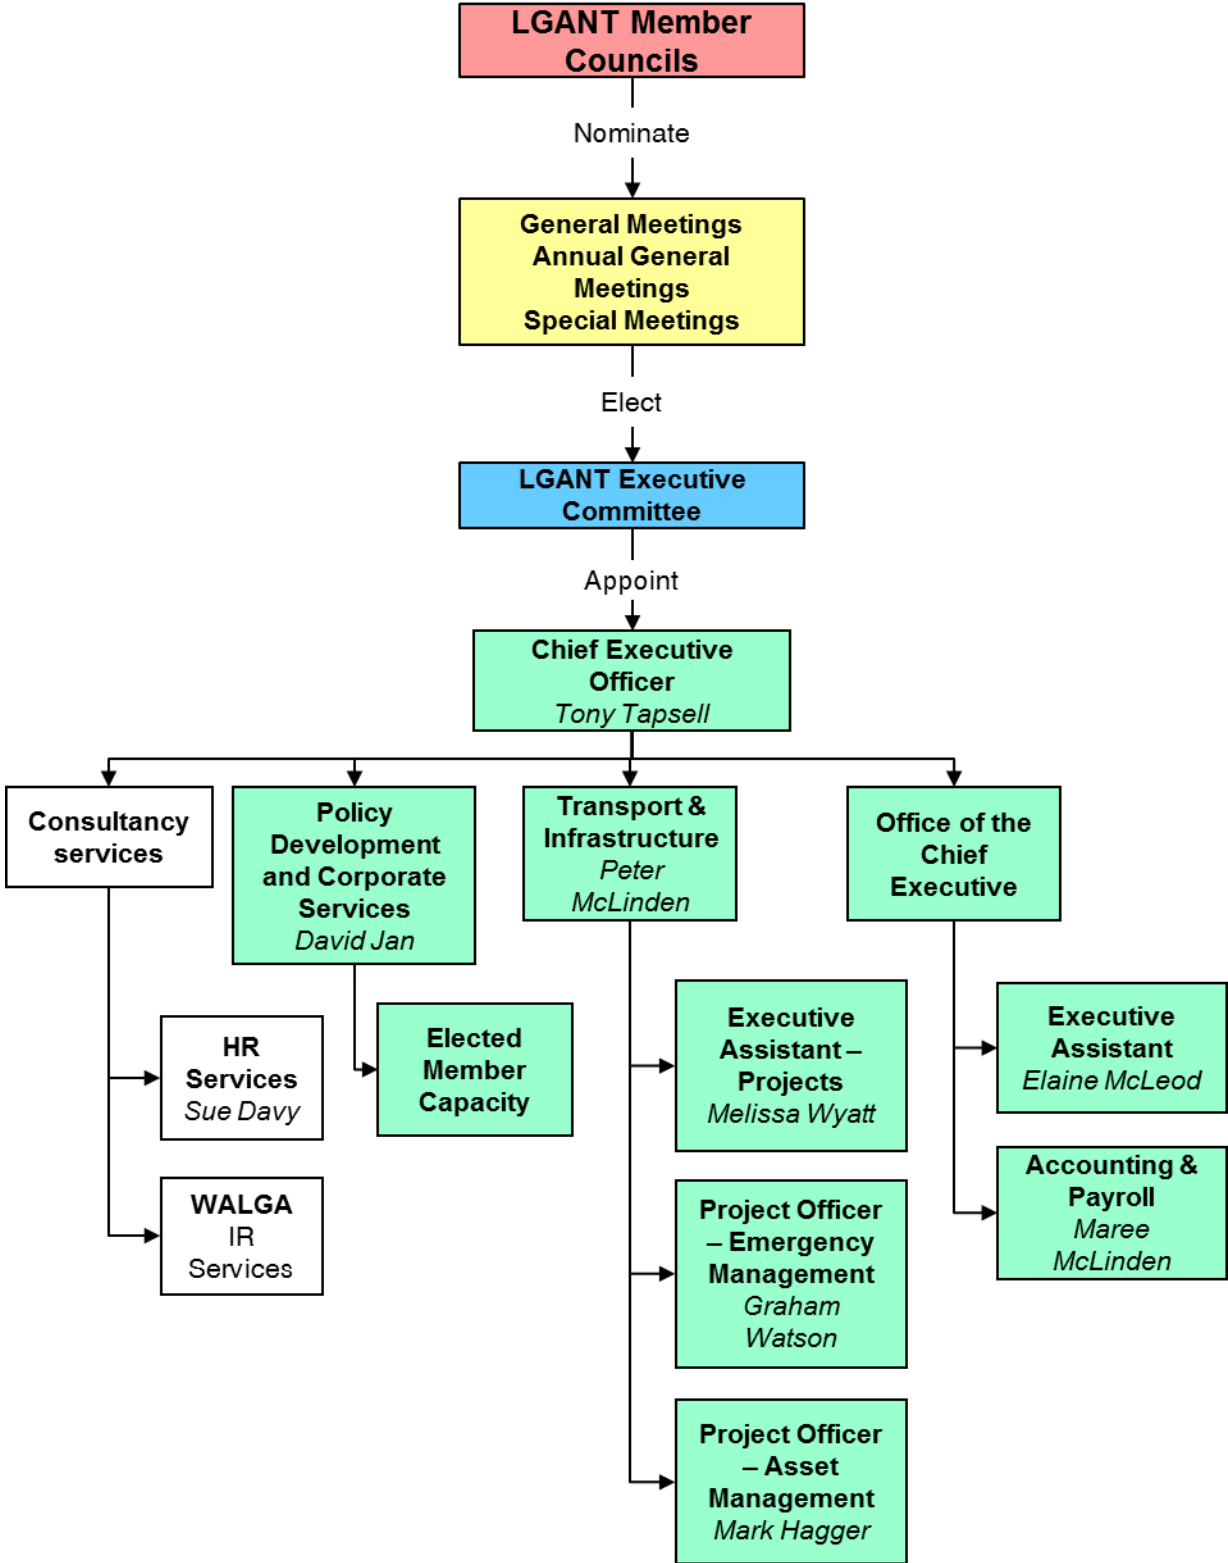 LGANT Member
Councils
Nominate
General Meetings
Annual General
Meetings
Special Meetings
Elect
LGANT Executive
Committee
Appoint
Chief Executive
Officer
Tony Tapsell
Consultancy
services
Policy
Development
and Corporate
Services
David Jan
Transport &
Infrastructure
Peter
McLinden
Office of the
Chief
Executive
HR
Services
Sue Davy
WALGA
IR
Services
Elected
Member
Capacity
Executive
Assistant –
Projects
Melissa Wyatt
Project Officer
– Emergency
Management
Graham
Watson
Project Officer
– Asset
Management
Mark Hagger
Executive
Assistant
Elaine McLeod
Accounting &
Payroll
Maree
McLinden